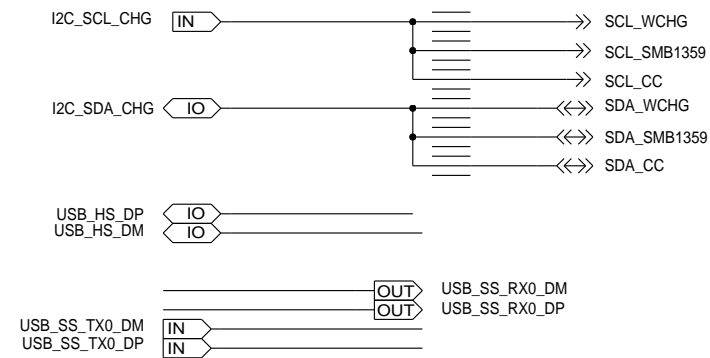 I2C_SCL_CHG IN SCL_WCHG
SCL_SMB1359
SCL_CC
I2C_SDA_CHG IO SDA_WCHG
SDA_SMB1359
SDA_CC
USB_HS_DP IO
USB_HS_DM IO
OUT USB_SS_RX0_DM
OUT USB_SS_RX0_DP
USB_SS_TX0_DM IN
USB_SS_TX0_DP IN